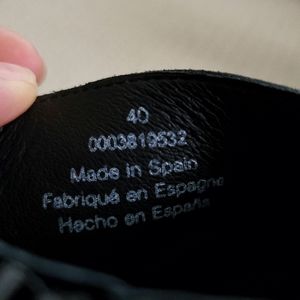 40
0003819532
Made in Spain
Fabriqué en Espagne
Hecho en España